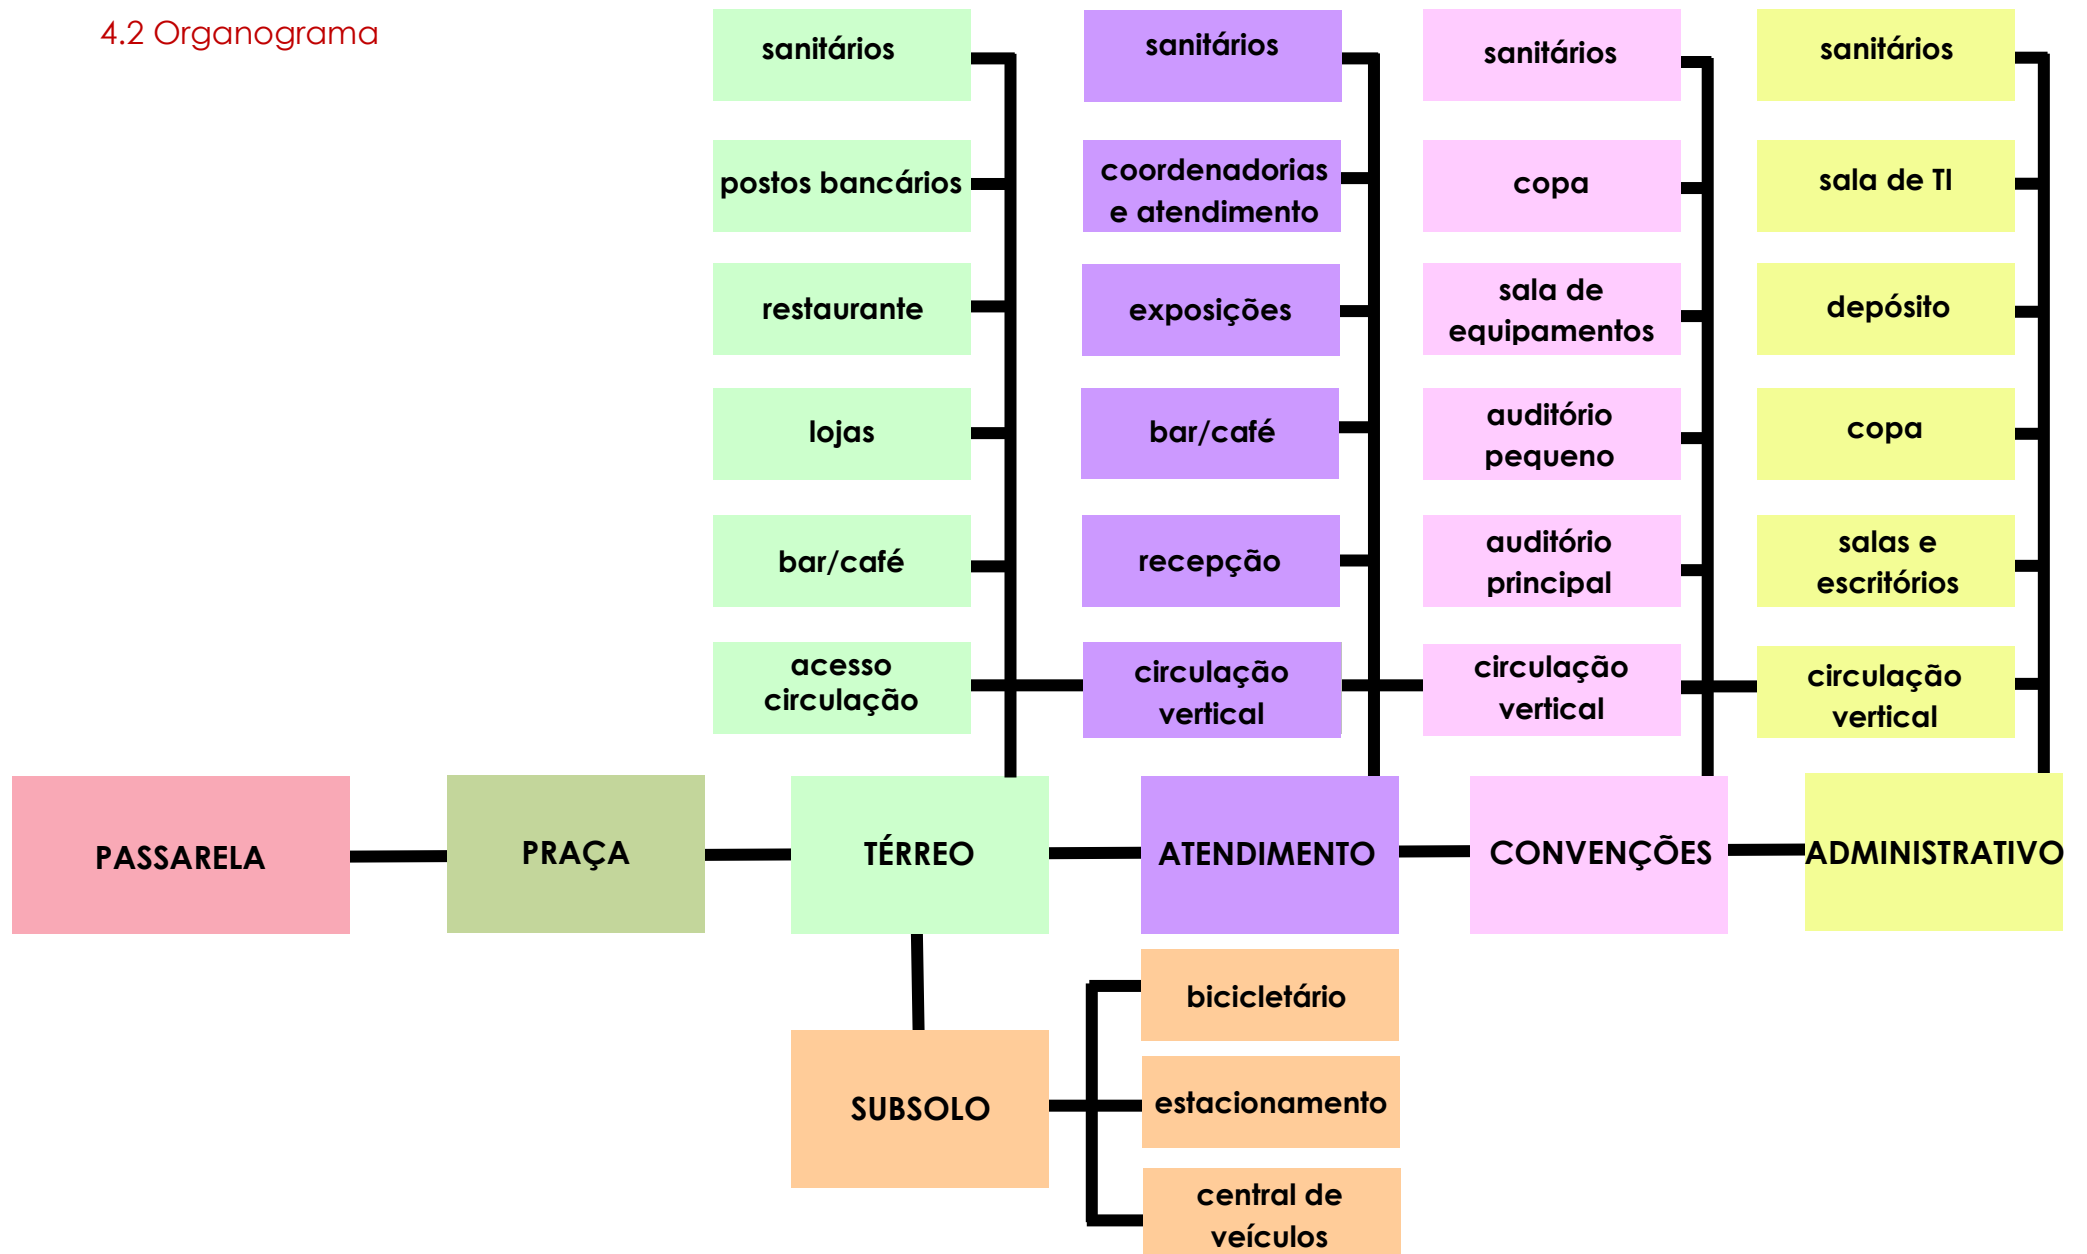 4.2 Organograma
sanitários
sanitários
sanitários
sanitários
postos bancários
coordenadorias
e atendimento
copa
sala de TI
restaurante
exposições
sala de
equipamentos
depósito
lojas
bar/café
auditório
pequeno
copa
bar/café
recepção
auditório
principal
salas e
escritórios
acesso
circulação
circulação
vertical
circulação
vertical
circulação
vertical
PASSARELA
PRAÇA
TÉRREO
ATENDIMENTO
CONVENÇÕES
ADMINISTRATIVO
SUBSOLO
bicicletário
estacionamento
central de
veículos